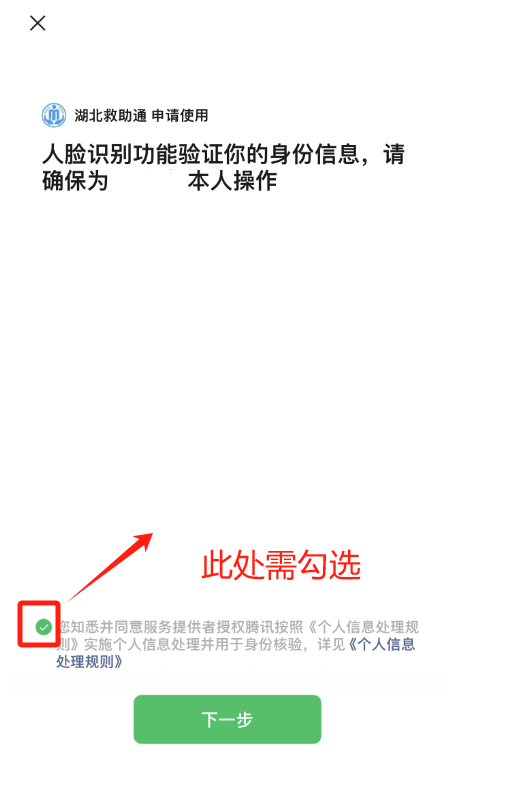 湖北救助通 申请使用
人脸识别功能验证你的身份信息，请
确保为 本人操作
此处需勾选
您知悉并同意服务提供者授权腾讯按照《个人信息处理规
则》实施个人信息处理并用于身份核验，详见《个人信息
处理规则》
下一步